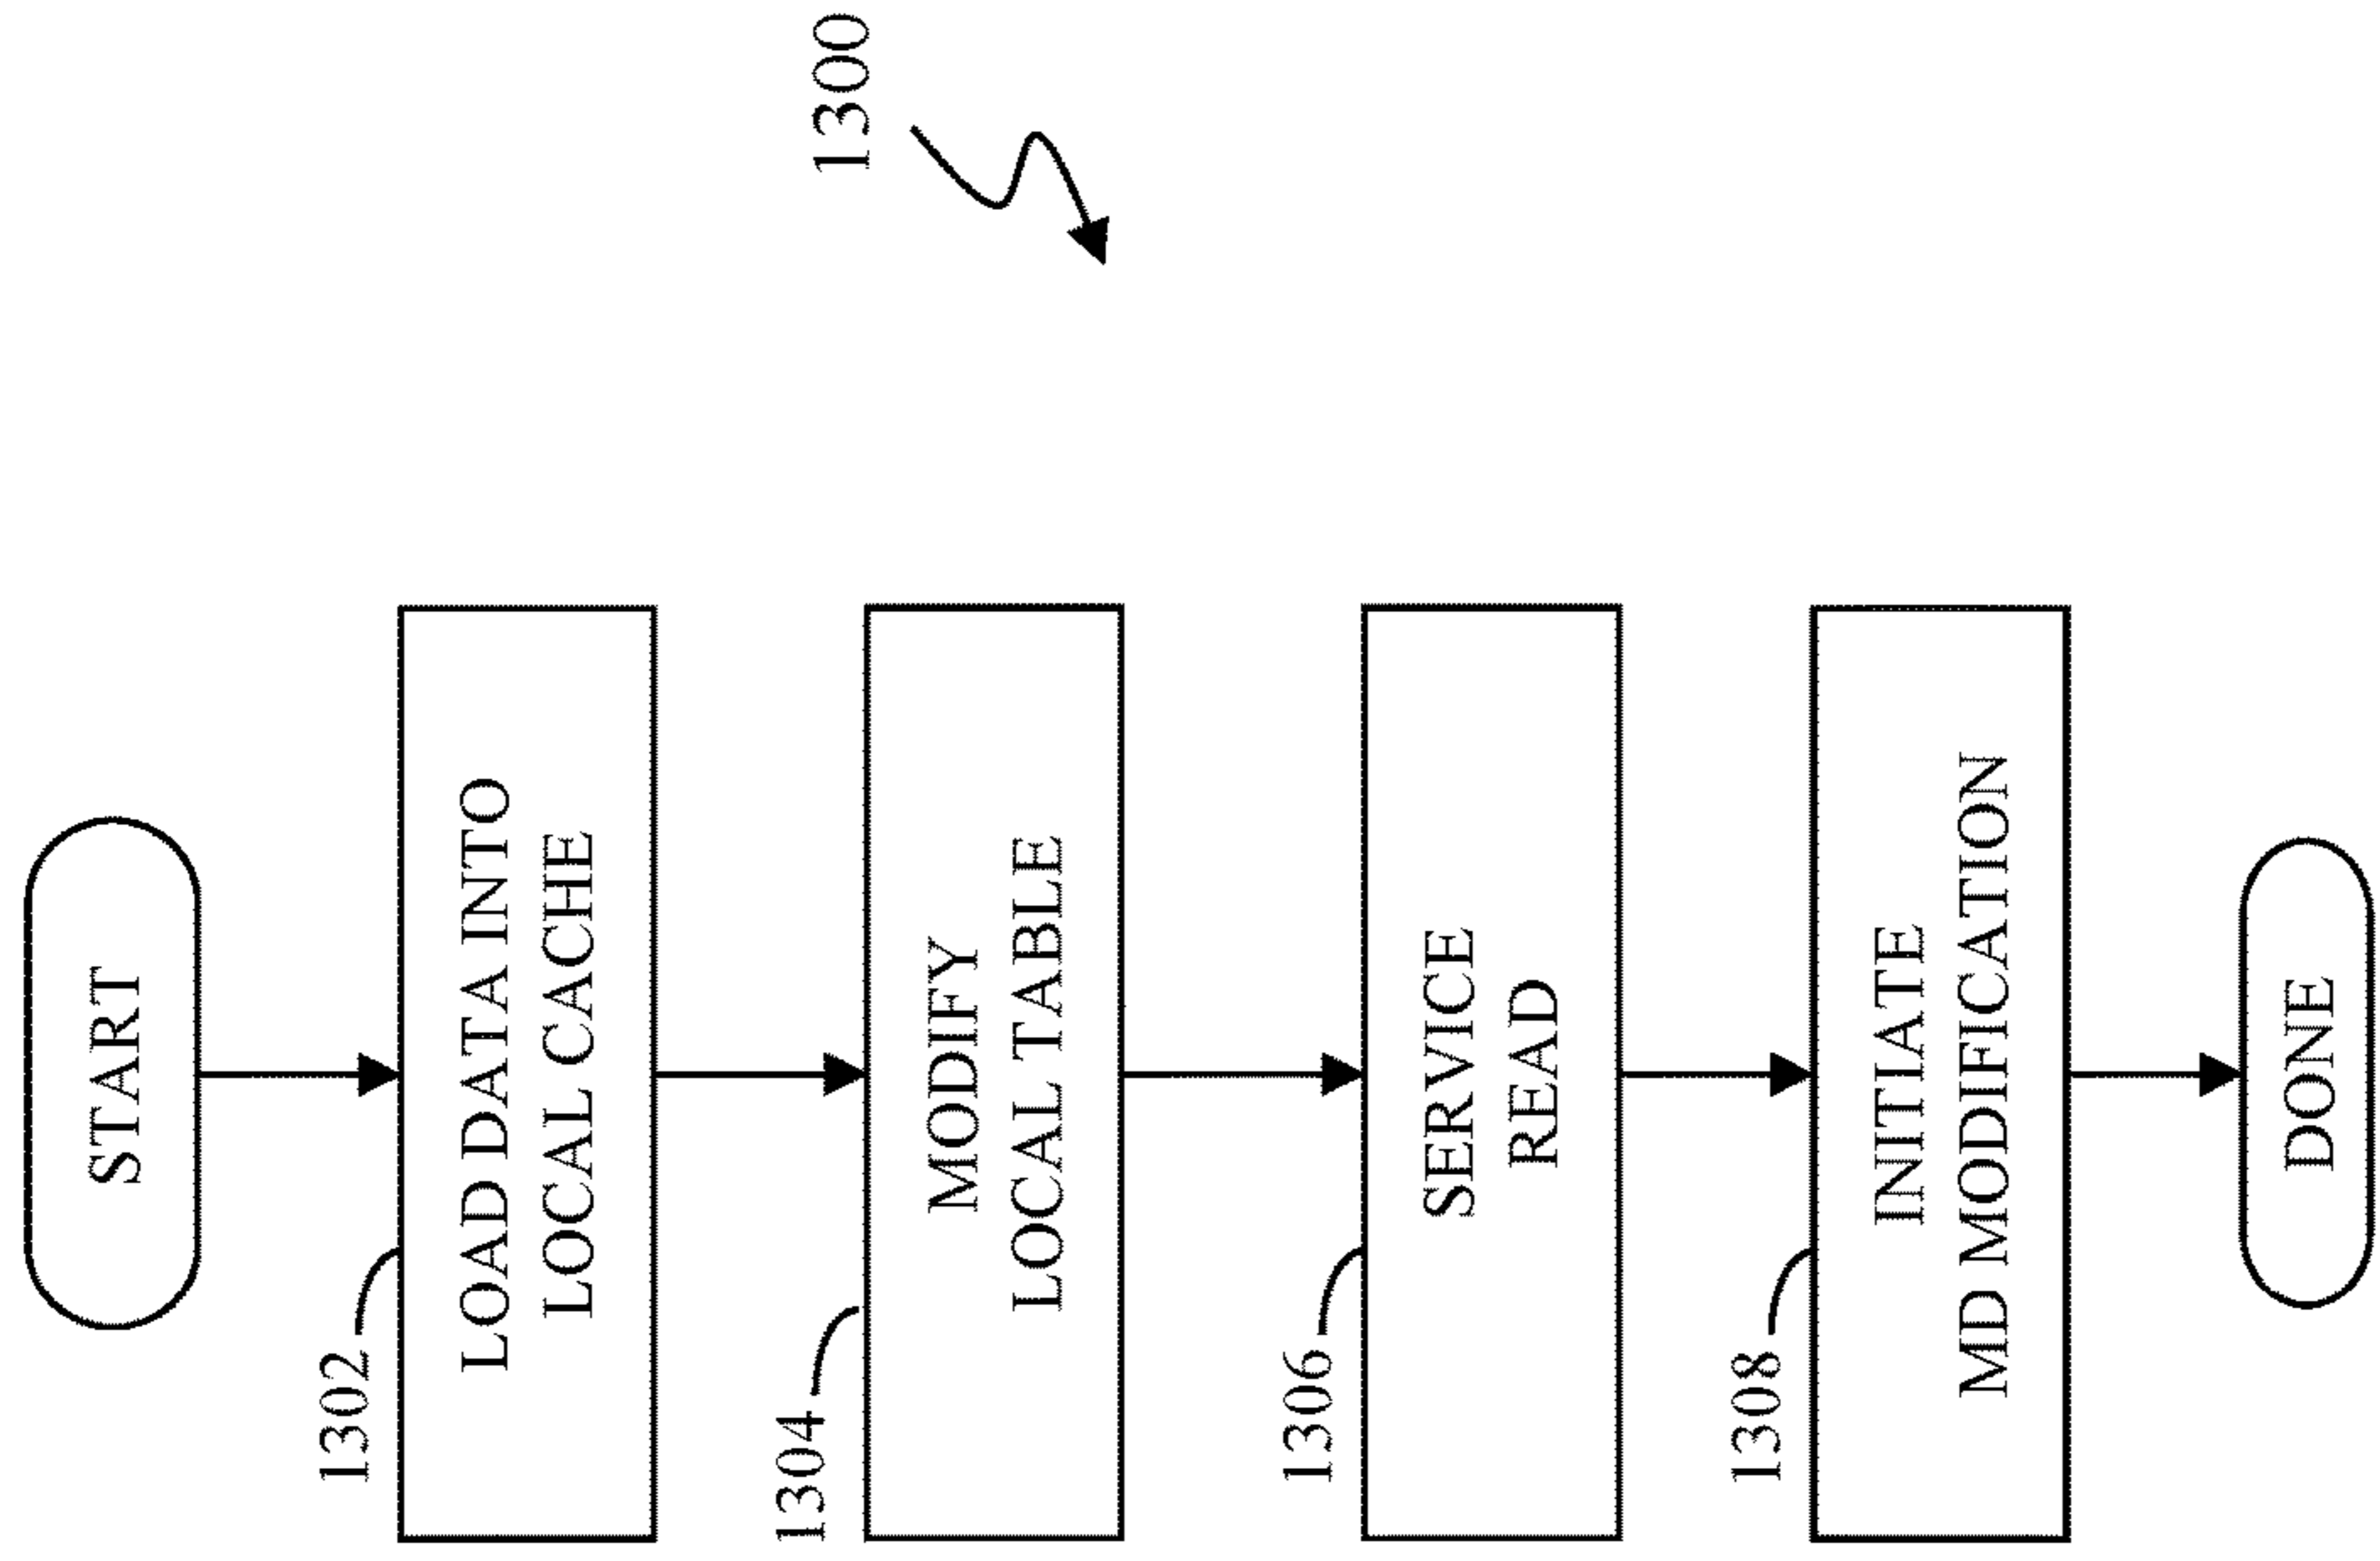 START
1302
LOAD DATA INTO
LOCAL CACHE
1304
MODIFY
LOCAL TABLE
1300
1306
SERVICE
READ
1308
INITIATE
MD MODIFICATION
DONE